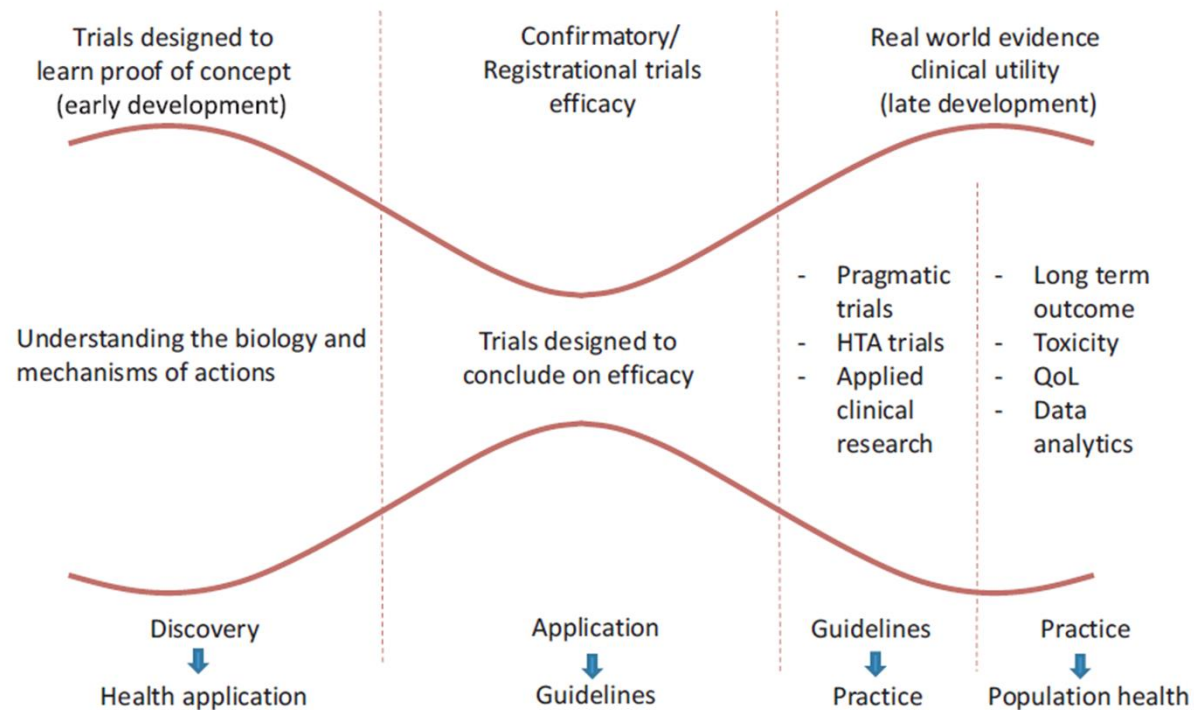 Trials designed to
learn proof of concept
(early development)
Confirmatory/
Registrational trials
efficacy
Real world evidence
clinical utility
(late development)
Understanding the biology and
mechanisms of actions
Trials designed to
conclude on efficacy
- Pragmatic
trials
- HTA trials
- Applied
clinical
research
- Long term
outcome
- Toxicity
- QoL
- Data
analytics
Discovery
Health application
Application
Guidelines
Guidelines
Practice
Practice
Population health